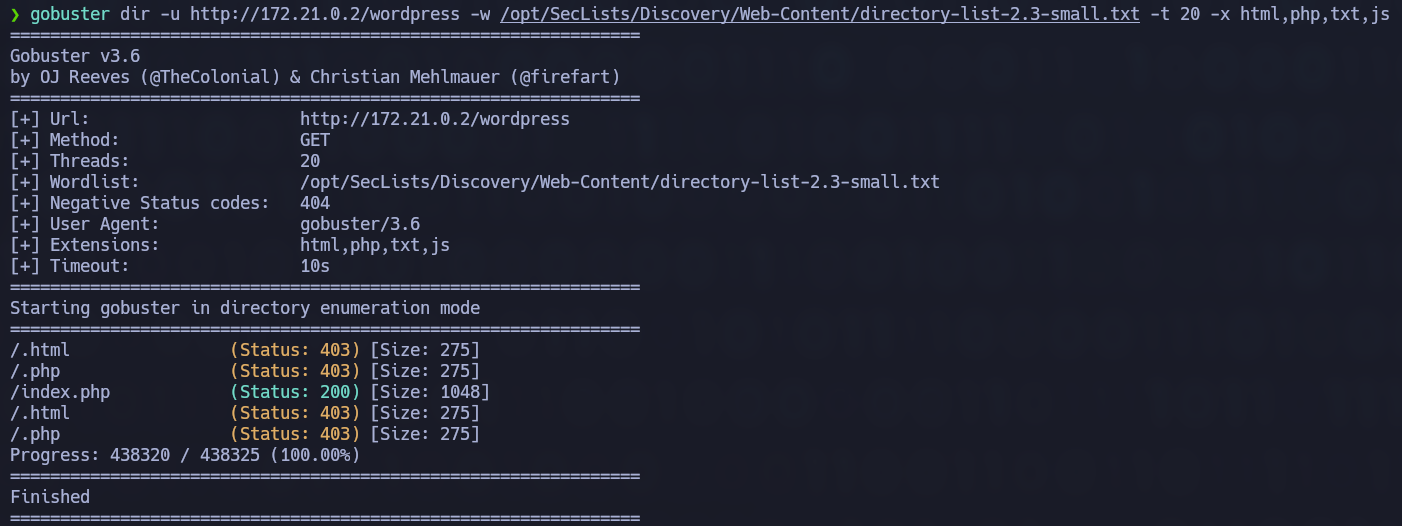 ❯ gobuster dir -u http://172.21.0.2/wordpress -w /opt/SecLists/Discovery/Web-Content/directory-list-2.3-small.txt -t 20 -x html,php,txt,js
===============================================================
Gobuster v3.6
by OJ Reeves (@TheColonial) & Christian Mehlmauer (@firefart)
===============================================================
[+] Url:                     http://172.21.0.2/wordpress
[+] Method:                  GET
[+] Threads:                 20
[+] Wordlist:                /opt/SecLists/Discovery/Web-Content/directory-list-2.3-small.txt
[+] Negative Status codes:   404
[+] User Agent:              gobuster/3.6
[+] Extensions:              html,php,txt,js
[+] Timeout:                 10s
===============================================================
Starting gobuster in directory enumeration mode
===============================================================
/.html                (Status: 403) [Size: 275]
/.php                 (Status: 403) [Size: 275]
/index.php            (Status: 200) [Size: 1048]
/.html                (Status: 403) [Size: 275]
/.php                 (Status: 403) [Size: 275]
Progress: 438320 / 438325 (100.00%)
===============================================================
Finished
===============================================================